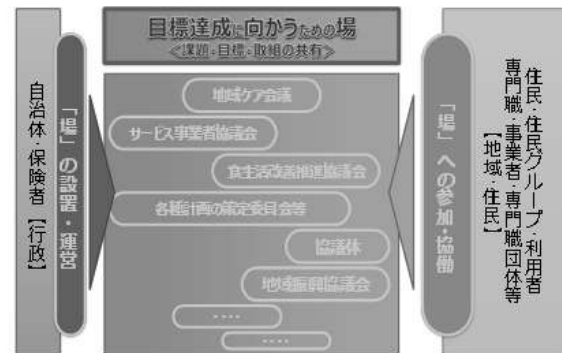 目標達成に向かうための場
<課題・目標・取組の共有>
自治体・保険者【行政】
「場」の設置・運営
地域ケア会議
サービス事業者協議会
食生活改善推進協議会
各種計画の策定委員会等
協議体
地域振興協議会
・・・・
・・・・
「場」への参加・協働
住民・住民グループ・利用者
専門職・事業者・専門職団体等
【地域・住民】